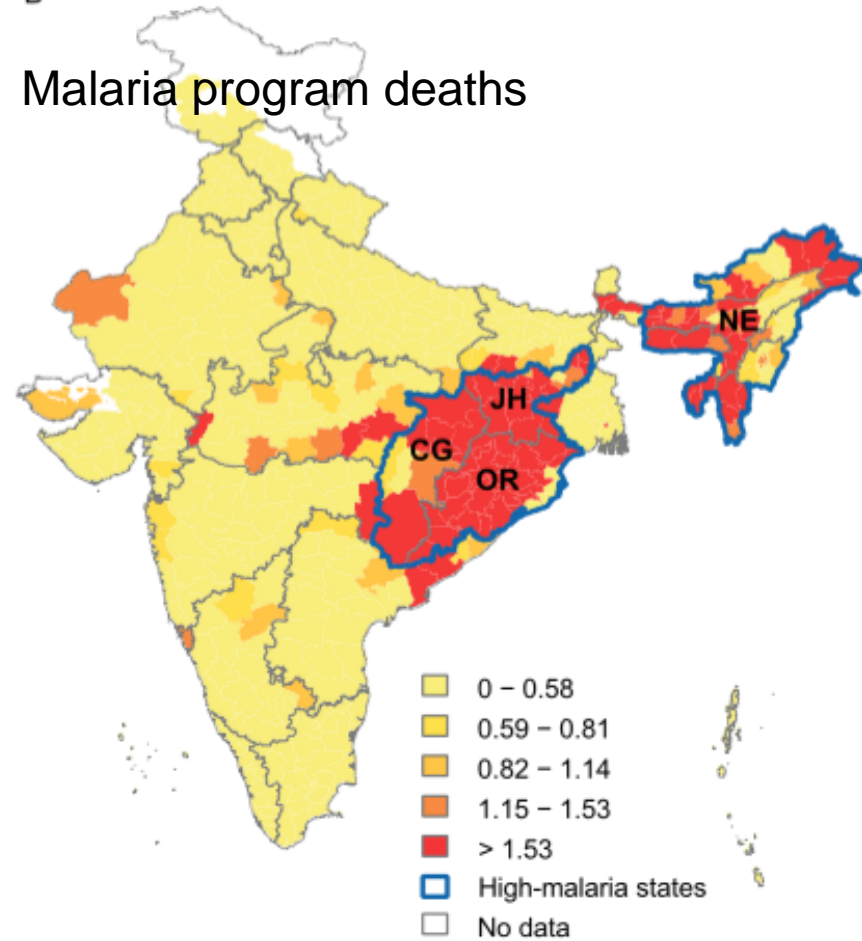 Malaria program deaths
NE
JH
CG
OR
0 – 0.58
0.59 – 0.81
0.82 – 1.14
1.15 – 1.53
> 1.53
High-malaria states
No data